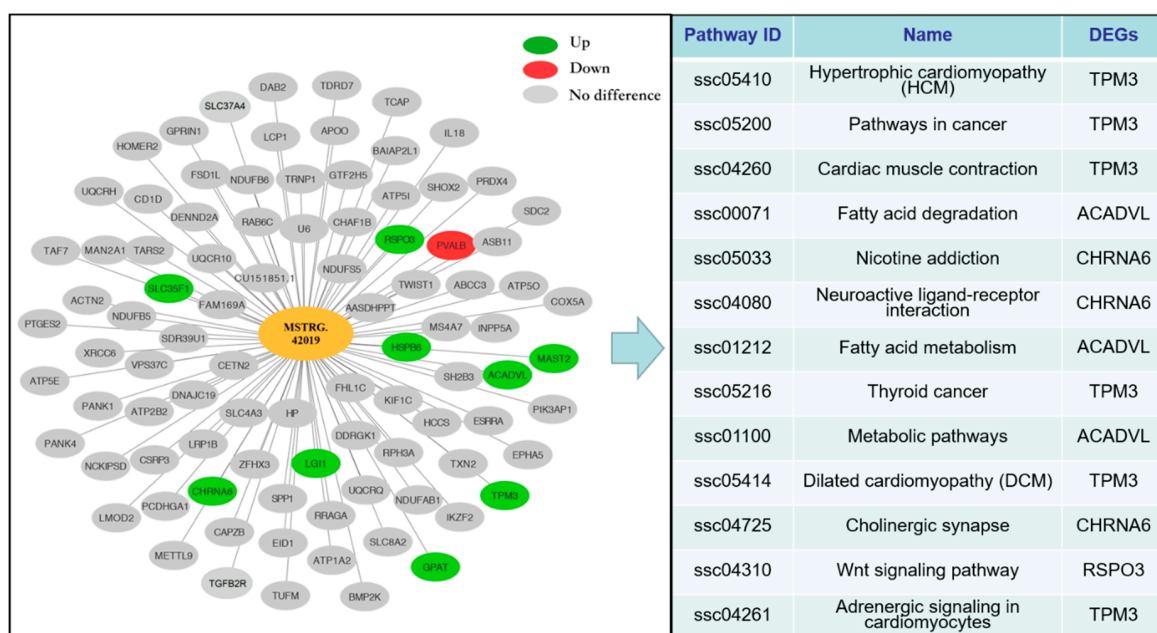 Up
Down
No difference
DAB2
TDRD7
SLC37A4
TCAP
GPRIN1
LCP1
APOO
IL18
HOMER2
BAIAP2L1
FSD1L
NDUFB6
TRNP1
GTF2H5
PRDX4
UQCRH
CD1D
ATP5I
SHOX2
DENND2A
RAB6C
U6
CHAF1B
SDC2
RSPO3
PVALB
ASB11
TAF7
MAN2A1
TARS2
UQCR10
CU151851.1
NDUFS5
SLC35F1
TWIST1
ABCC3
ATP5O
ACTN2
FAM169A
AASDHPPT
COX5A
PTGES2
NDUFB5
MSTRG.
42019
MS4A7
INPP5A
SDR39U1
HSPB6
XRCC6
VPS37C
CETN2
MAST2
ATP5E
SH2B3
ACADVL
DNAJC19
FHL1C
PANK1
ATP2B2
SLC4A3
HP
KIF1C
PIK3AP1
HCCS
ESRRA
PANK4
LRP1B
DDRGK1
NCKIPSD
CSRP3
ZFHX3
LGI1
RPH3A
TXN2
EPHA5
CHRNA6
UQCRQ
NDUFAB1
TPM3
LMOD2
PCDHGA1
SPP1
RRAGA
IKZF2
METTL9
CAPZB
EID1
SLC8A2
ATP1A2
GPAT
TGFB2R
TUFM
BMP2K
Pathway ID Name DEGs
ssc05410 Hypertrophic cardiomyopathy (HCM) TPM3
ssc05200 Pathways in cancer TPM3
ssc04260 Cardiac muscle contraction TPM3
ssc00071 Fatty acid degradation ACADVL
ssc05033 Nicotine addiction CHRNA6
ssc04080 Neuroactive ligand-receptor interaction CHRNA6
ssc01212 Fatty acid metabolism ACADVL
ssc05216 Thyroid cancer TPM3
ssc01100 Metabolic pathways ACADVL
ssc05414 Dilated cardiomyopathy (DCM) TPM3
ssc04725 Cholinergic synapse CHRNA6
ssc04310 Wnt signaling pathway RSPO3
ssc04261 Adrenergic signaling in cardiomyocytes TPM3